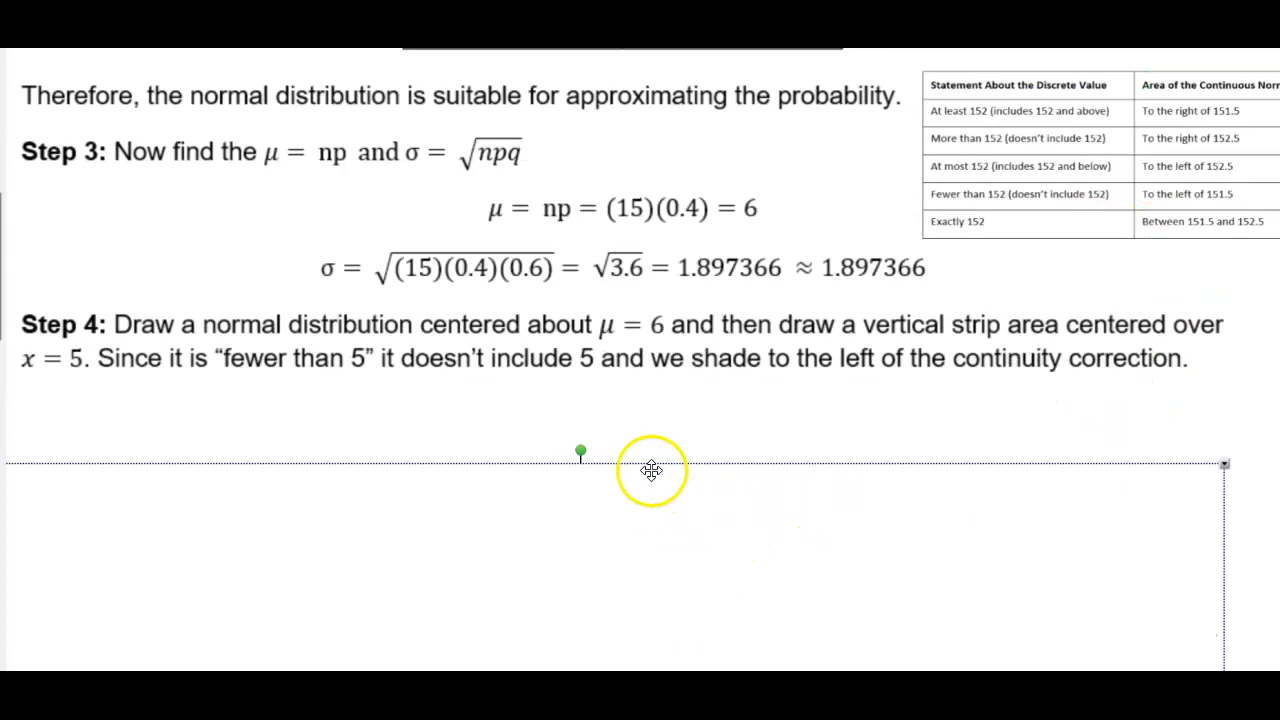 Therefore, the normal distribution is suitable for approximating the probability.
Step 3: Now find the μ = np and σ = √npq
μ = np = (15)(0.4) = 6
σ = √(15)(0.4)(0.6) = √3.6 = 1.897366 ≈ 1.897366
Step 4: Draw a normal distribution centered about μ = 6 and then draw a vertical strip area centered over
x = 5. Since it is “fewer than 5” it doesn’t include 5 and we shade to the left of the continuity correction.
Statement About the Discrete Value Area of the Continuous
At least 152 (includes 152 and above) To the right of 151.5
More than 152 (doesn’t include 152) To the right of 152.5
At most 152 (includes 152 and below) To the left of 152.5
Fewer than 152 (doesn’t include 152) To the left of 151.5
Exactly 152 Between 151.5 and 152.5